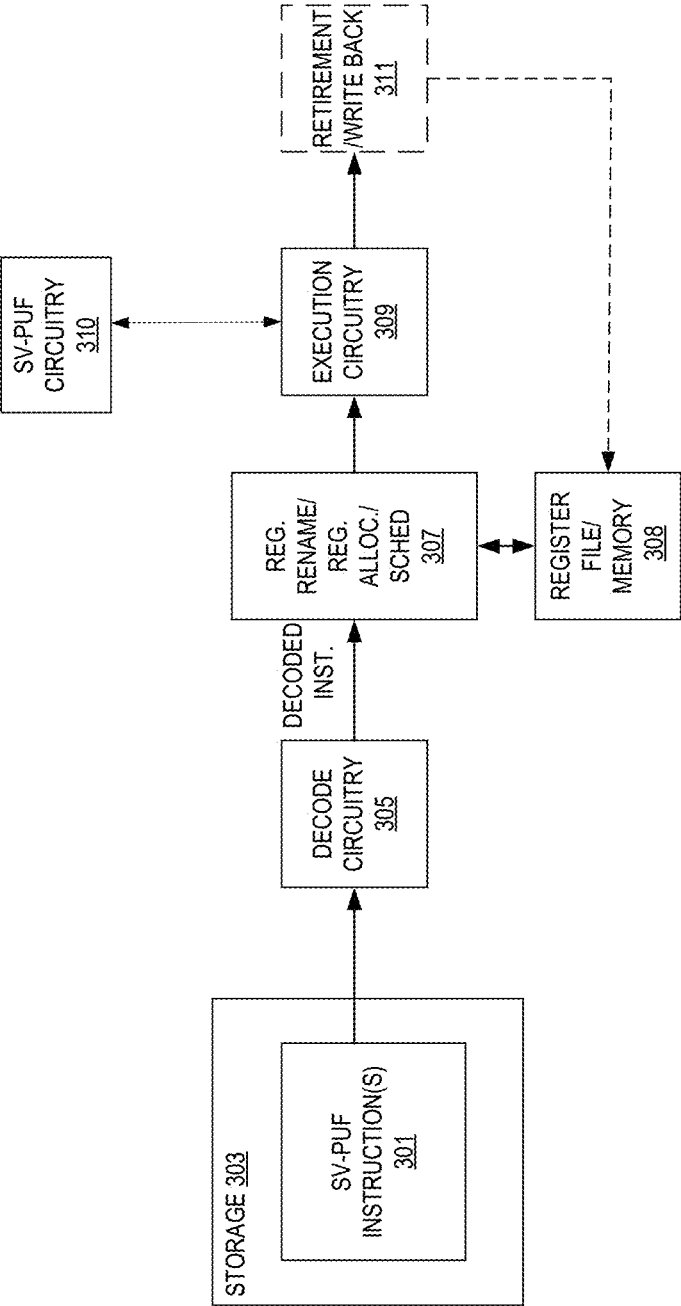 STORAGE 303
SV-PUF
INSTRUCTION(S)
301
DECODE
CIRCUITRY
305
DECODED
INST.
REG.
RENAME/
REG.
ALLOC./
SCHED
307
REGISTER
FILE/
MEMORY
308
EXECUTION
CIRCUITRY
309
SV-PUF
CIRCUITRY
310
RETIREMENT
/WRITE BACK
311